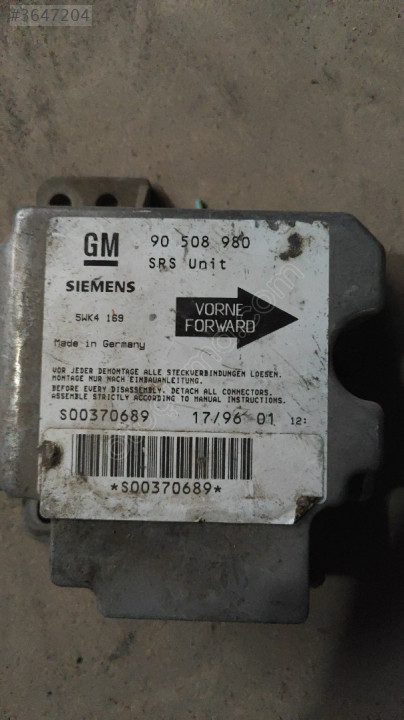 #3647204
GM 90 508 980
SRS Unit
SIEMENS
VORNE
FORWARD
5WK4 169
Made in Germany
VOR JEDER DEMONTAGE ALLE STECKVERBINDUNGEN LOESEN.
MONTAGE NUR NACH EINBAUANLEITUNG.
BEFORE EVERY DISASSEMBLY. DETACH ALL CONNECTORS.
ASSEMBLE STRICTLY ACCORDING TO MANUAL INSTRUCTIONS.
S00370689 17/96 01 12:
*S00370689*